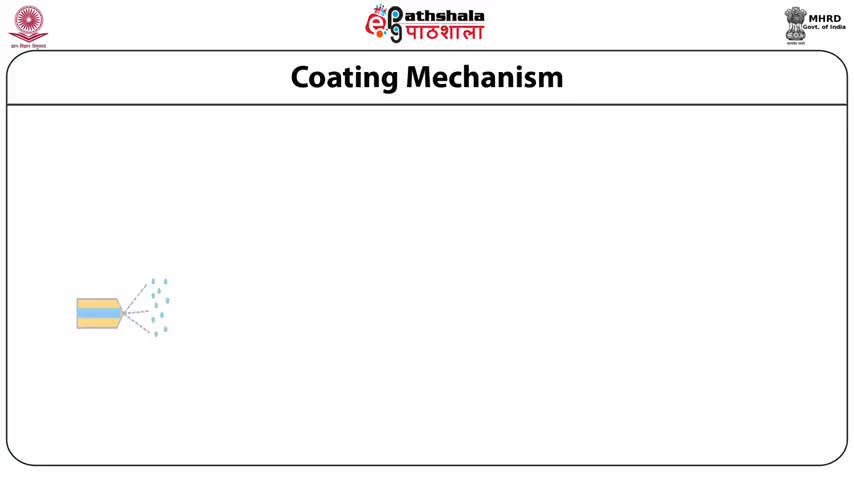 ePathshala
पाठशाला
MHRD
Govt. of India
Coating Mechanism